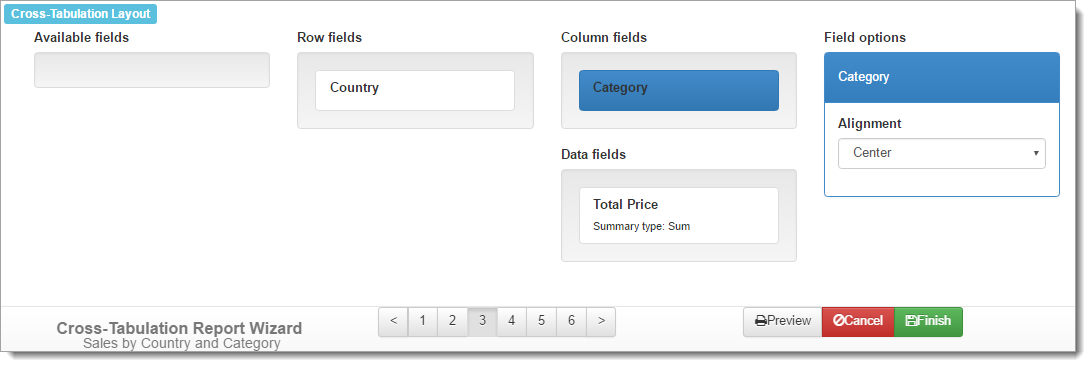 Cross-Tabulation Layout
Available fields
Row fields
Column fields
Field options
Country
Category
Category
Alignment
Center
Data fields
Total Price
Summary type: Sum
Cross-Tabulation Report Wizard
Sales by Country and Category
< 1 2 3 4 5 6 >
Preview Cancel Finish